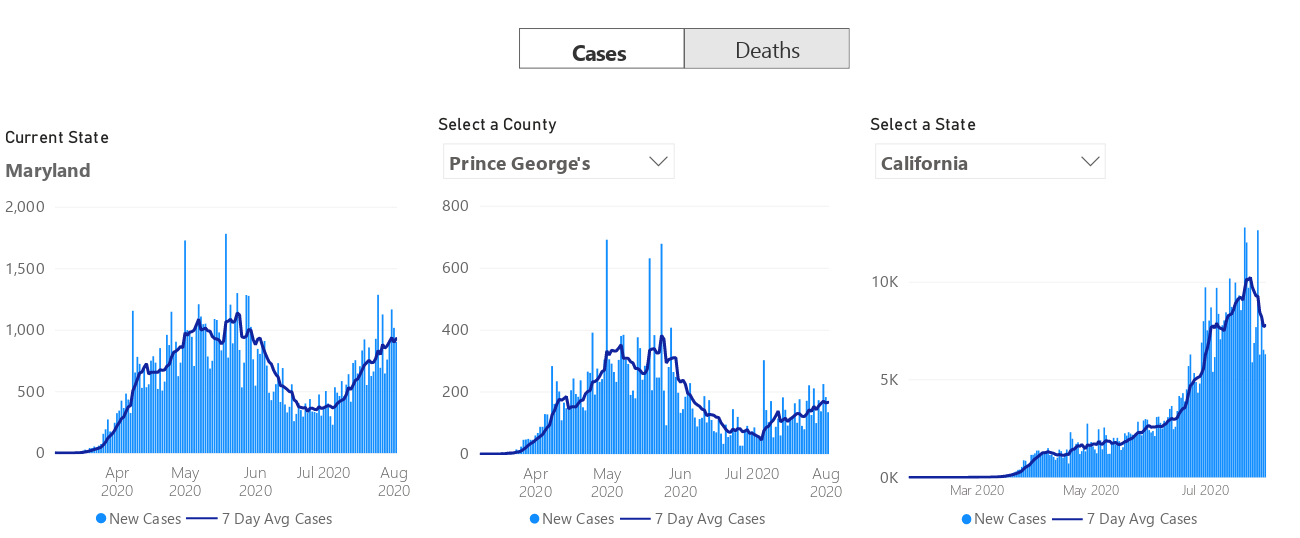 Cases Deaths
Current State
Maryland
2,000
1,500
1,000
500
0
Apr 2020
May 2020
Jun 2020
Jul 2020
Aug 2020
New Cases 7 Day Avg Cases
Select a County
Prince George's
800
600
400
200
0
Apr 2020
May 2020
Jun 2020
Jul 2020
Aug 2020
New Cases 7 Day Avg Cases
Select a State
California
10K
5K
0K
Mar 2020
May 2020
Jul 2020
New Cases 7 Day Avg Cases